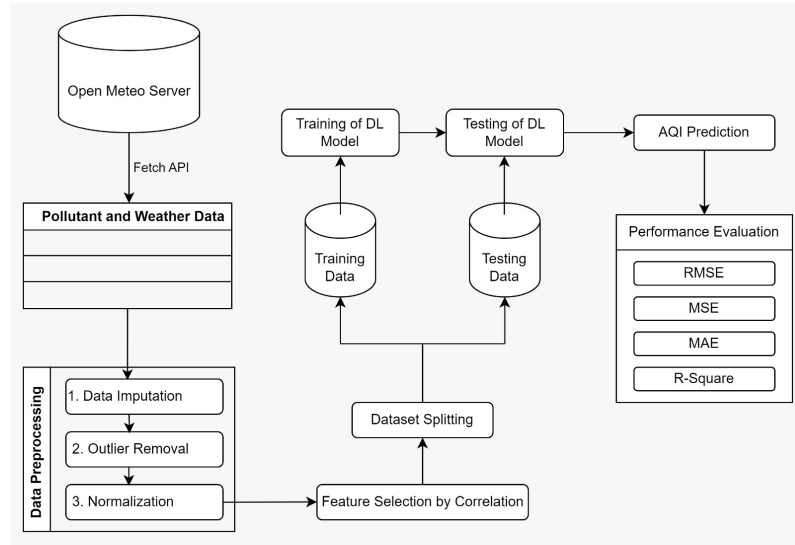 Open Meteo Server
Fetch API
Pollutant and Weather Data
Data Preprocessing
1. Data Imputation
2. Outlier Removal
3. Normalization
Feature Selection by Correlation
Dataset Splitting
Training
Data
Testing
Data
Training of DL
Model
Testing of DL
Model
AQI Prediction
Performance Evaluation
RMSE
MSE
MAE
R-Square